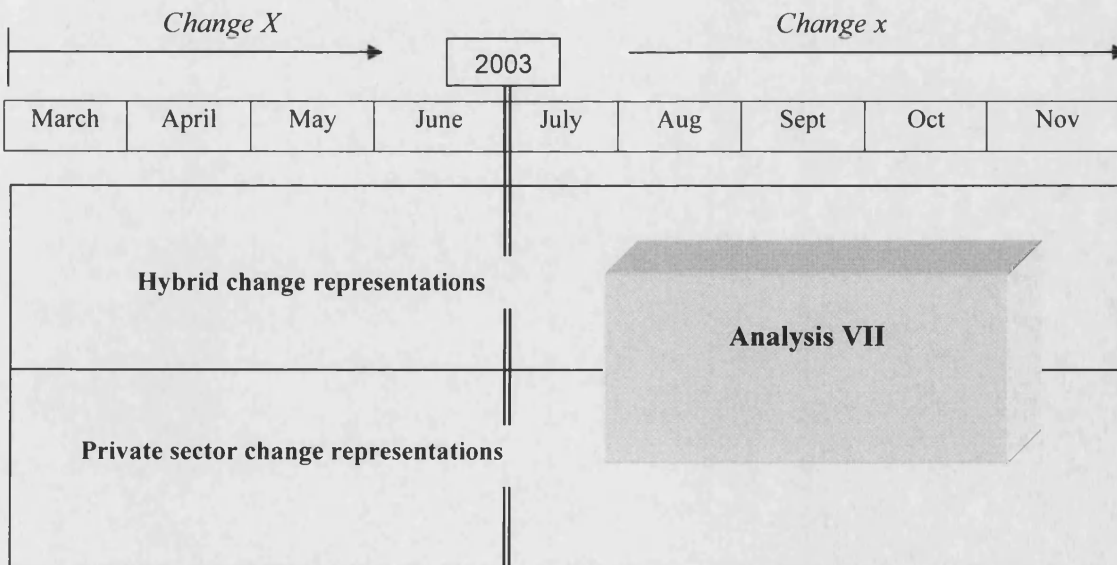 Change X
Change x
2003
March April May June July Aug Sept Oct Nov
Hybrid change representations
Analysis VII
Private sector change representations